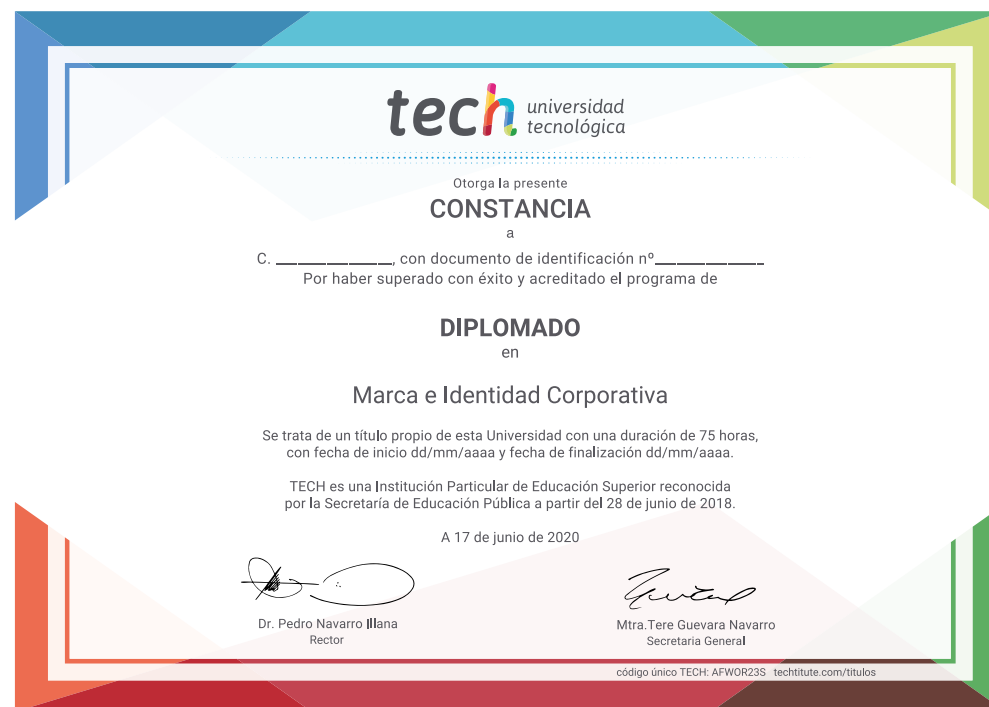 tech universidad
tecnológica
Otorga la presente
CONSTANCIA
a
C. ______________, con documento de identificación nº_____________
Por haber superado con éxito y acreditado el programa de
DIPLOMADO
en
Marca e Identidad Corporativa
Se trata de un título propio de esta Universidad con una duración de 75 horas,
con fecha de inicio dd/mm/aaaa y fecha de finalización dd/mm/aaaa.
TECH es una Institución Particular de Educación Superior reconocida
por la Secretaría de Educación Pública a partir del 28 de junio de 2018.
A 17 de junio de 2020
Dr. Pedro Navarro Illana
Rector
Mtra.Tere Guevara Navarro
Secretaria General
código único TECH: AFWOR23S techtitute.com/titulos